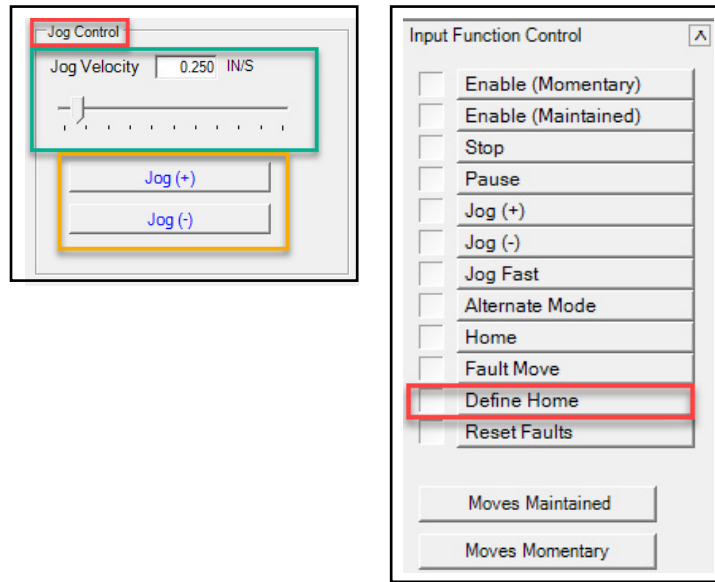 Jog Control
Jog Velocity 0.250 IN/S
Jog (+)
Jog (-)
Input Function Control
Enable (Momentary)
Enable (Maintained)
Stop
Pause
Jog (+)
Jog (-)
Jog Fast
Alternate Mode
Home
Fault Move
Define Home
Reset Faults
Moves Maintained
Moves Momentary